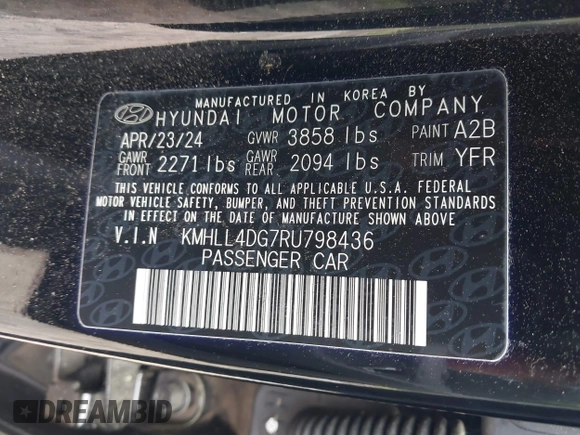 MANUFACTURED IN KOREA BY
HYUNDAI MOTOR COMPANY
APR/23/24 GVWR 3858 lbs PAINT A2B
GAWR FRONT 2271 lbs GAWR REAR 2094 lbs TRIM YFR
THIS VEHICLE CONFORMS TO ALL APPLICABLE U.S.A. FEDERAL
MOTOR VEHICLE SAFETY, BUMPER, AND THEFT PREVENTION STANDARDS
IN EFFECT ON THE DATE OF MANUFACTURE SHOWN ABOVE
V.I.N KMHLL4DG7RU798436
PASSENGER CAR
DREAMBID